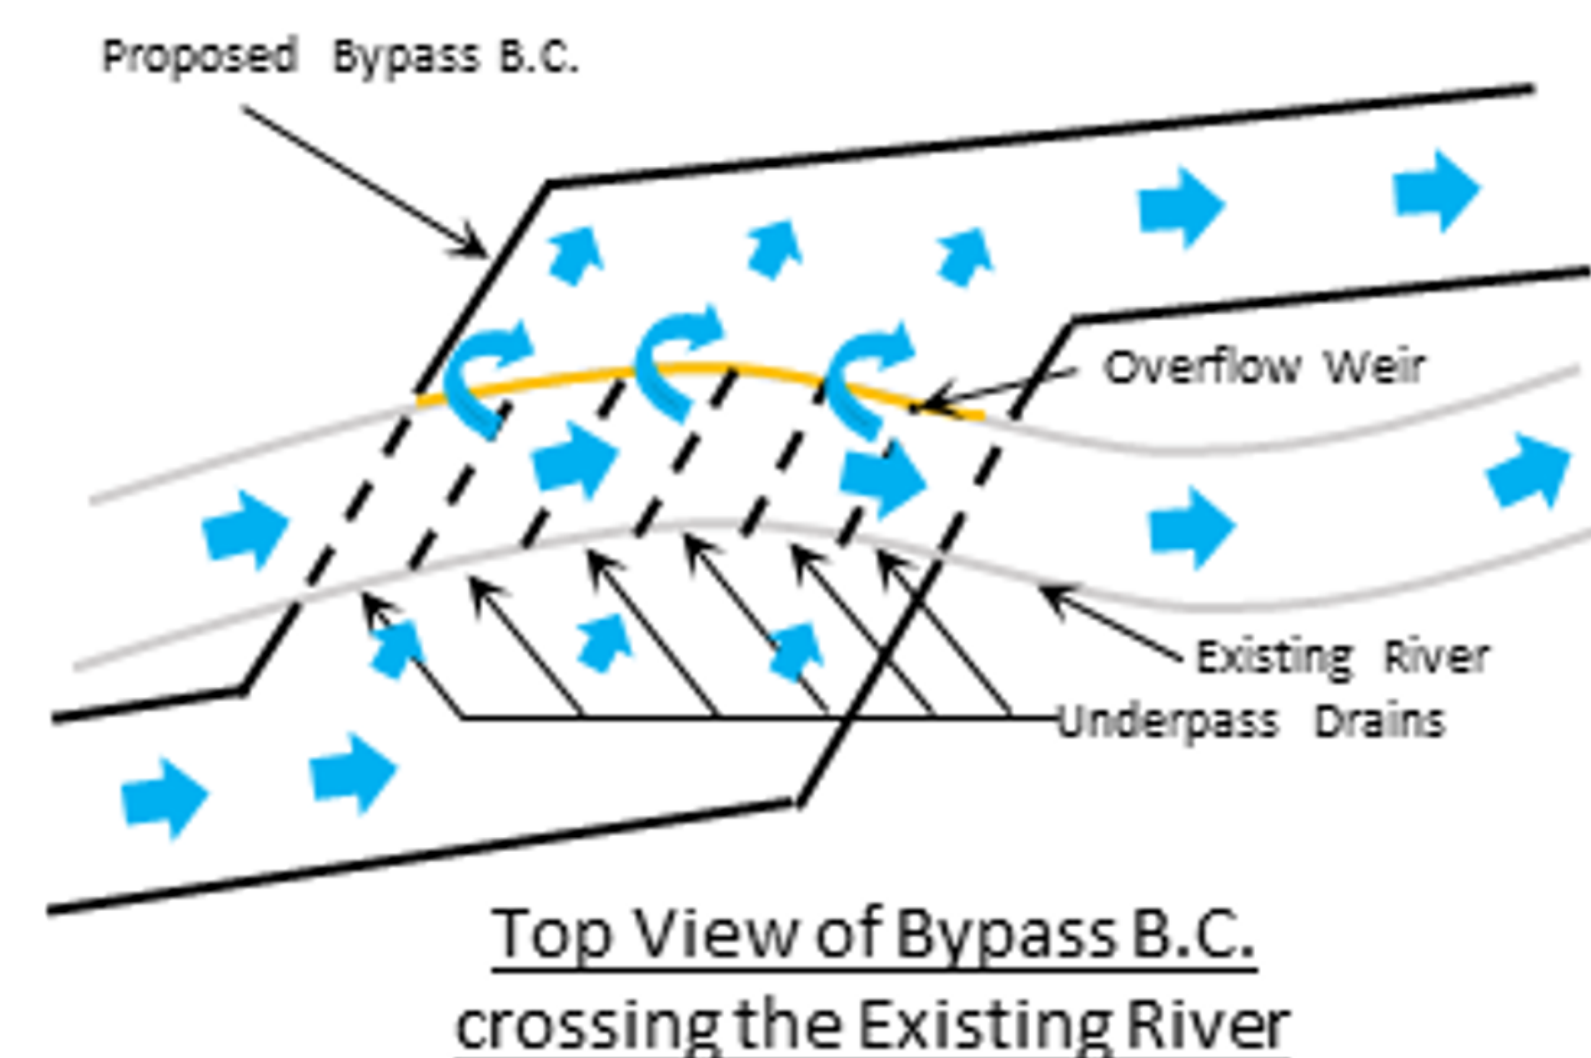 Proposed Bypass B.C.
Overflow Weir
Existing River
Underpass Drains
Top View of Bypass B.C.
crossing the Existing River